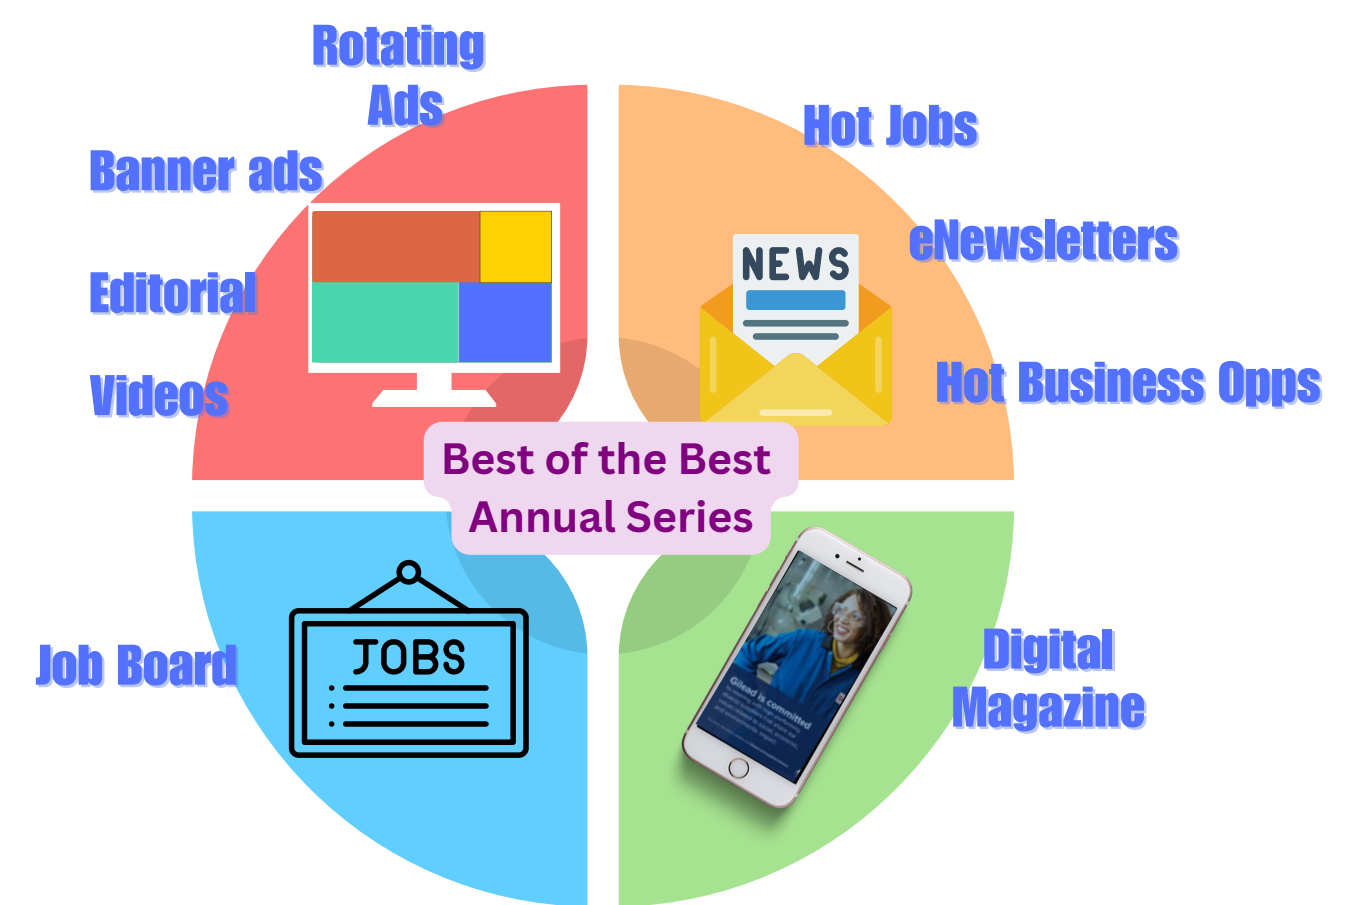 Rotating
Ads
Banner ads
Editorial
Videos
Hot Jobs
eNewsletters
Hot Business Opps
NEWS
Best of the Best
Annual Series
JOBS
Job Board
Gilead is committed
Digital
Magazine